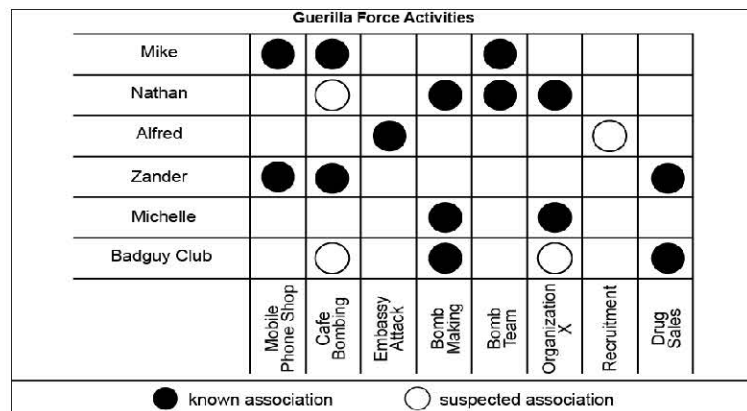 Guerilla Force Activities
Mike
Nathan
Alfred
Zander
Michelle
Badguy Club
Mobile
Phone Shop
Cafe
Bombing
Embassy
Attack
Bomb
Making
Bomb
Team
Organization
X
Recruitment
Drug
Sales
known association
suspected association